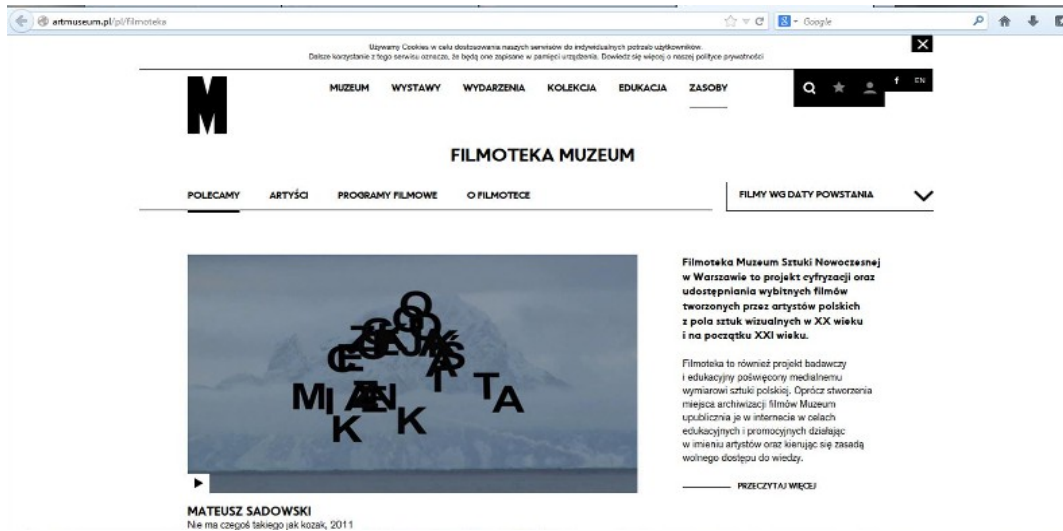 artmuseum.pl/pl/filmoteka
Google
Używamy Cookies w celu dostosowania naszych serwisów do indywidualnych potrzeb użytkowników.
Dalsze korzystanie z tego serwisu oznacza, że będą one zapisane w pamięci urządzenia. Dowiedz się więcej o naszej polityce prywatności
M
MUZEUM WYSTAWY WYDARZENIA KOLEKCJA EDUKACJA ZASOBY
f EN
FILMOTEKA MUZEUM
POLECAMY ARTYŚCI PROGRAMY FILMOWE O FILMOTECE
FILMY WG DATY POWSTANIA
Filmoteka Muzeum Sztuki Nowoczesnej
w Warszawie to projekt cyfryzacji oraz
udostępniania wybitnych filmów
tworzonych przez artystów polskich
z pola sztuk wizualnych w XX wieku
i na początku XXI wieku.
Filmoteka to również projekt badawczy
i edukacyjny poświęcony medialnemu
wymiarowi sztuki polskiej. Oprócz stworzenia
miejsca archiwizacji filmów Muzeum
upublicznia je w internecie w celach
edukacyjnych i promocyjnych działając
w imieniu artystów oraz kierując się zasadą
wolnego dostępu do wiedzy.
PRZECZYTAJ WIĘCEJ
MATEUSZ SADOWSKI
Nie ma czegoś takiego jak kozak, 2011